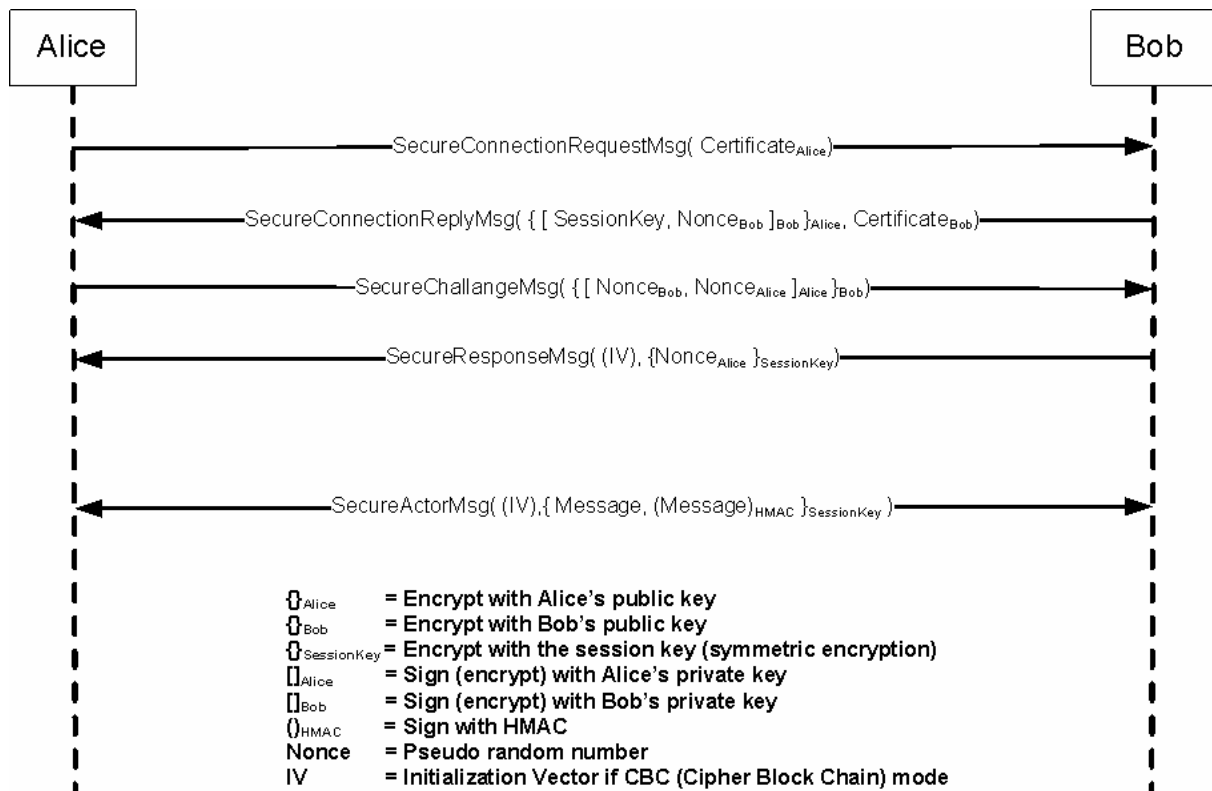 Alice
Bob
SecureConnectionRequestMsg( CertificateAlice)
SecureConnectionReplyMsg( { [ SessionKey, NonceBob ]Bob }Alice, CertificateBob)
SecureChallangeMsg( { [ NonceBob, NonceAlice ]Alice }Bob)
SecureResponseMsg( (IV), {NonceAlice }SessionKey)
SecureActorMsg( (IV),{ Message, (Message)HMAC }SessionKey )
{}Alice = Encrypt with Alice's public key
{}Bob = Encrypt with Bob's public key
{}SessionKey = Encrypt with the session key (symmetric encryption)
[]Alice = Sign (encrypt) with Alice's private key
[]Bob = Sign (encrypt) with Bob's private key
()HMAC = Sign with HMAC
Nonce = Pseudo random number
IV = Initialization Vector if CBC (Cipher Block Chain) mode